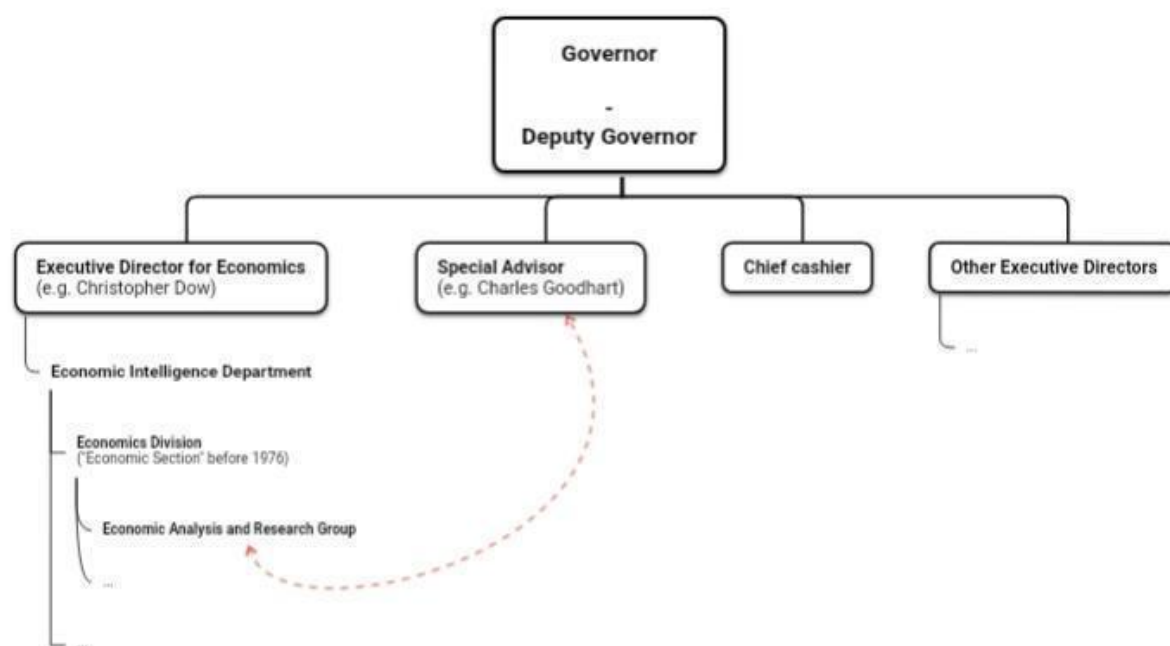 Governor
-
Deputy Governor
Executive Director for Economics
(e.g. Christopher Dow)
Special Advisor
(e.g. Charles Goodhart)
Chief cashier
Other Executive Directors
...
Economic Intelligence Department
Economics Division
("Economic Section" before 1976)
Economic Analysis and Research Group
...
...